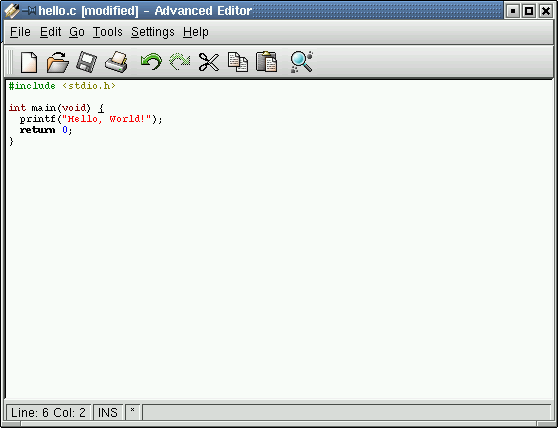 hello.c [modified] - Advanced Editor
File Edit Go Tools Settings Help
#include <stdio.h>
int main(void) {
  printf("Hello, World!");
  return 0;
}
Line: 6 Col: 2 INS *